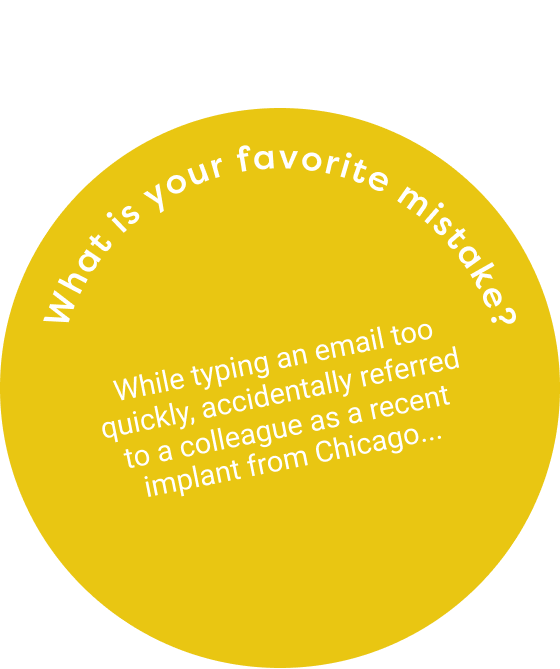 What is your favorite mistake?
While typing an email too
quickly, accidentally referred
to a colleague as a recent
implant from Chicago...